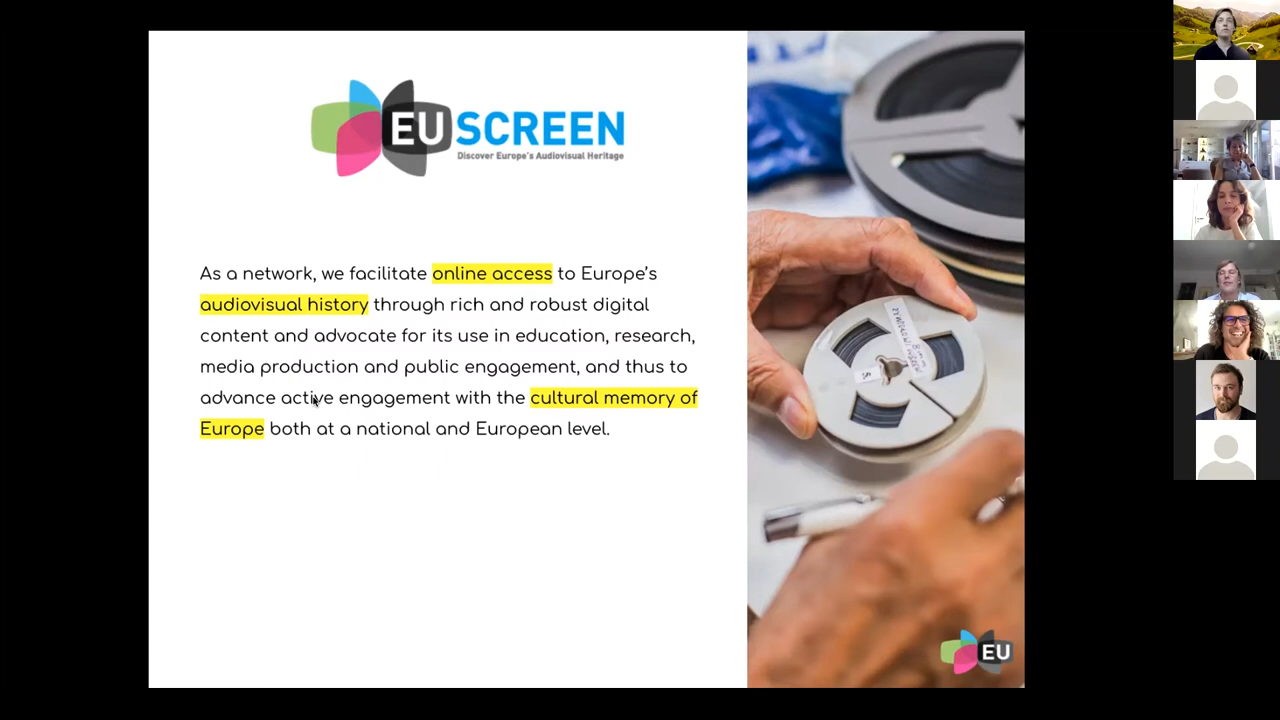 EUSCREEN
Discover Europe's Audiovisual Heritage
As a network, we facilitate online access to Europe's
audiovisual history through rich and robust digital
content and advocate for its use in education, research,
media production and public engagement, and thus to
advance active engagement with the cultural memory of
Europe both at a national and European level.
EU